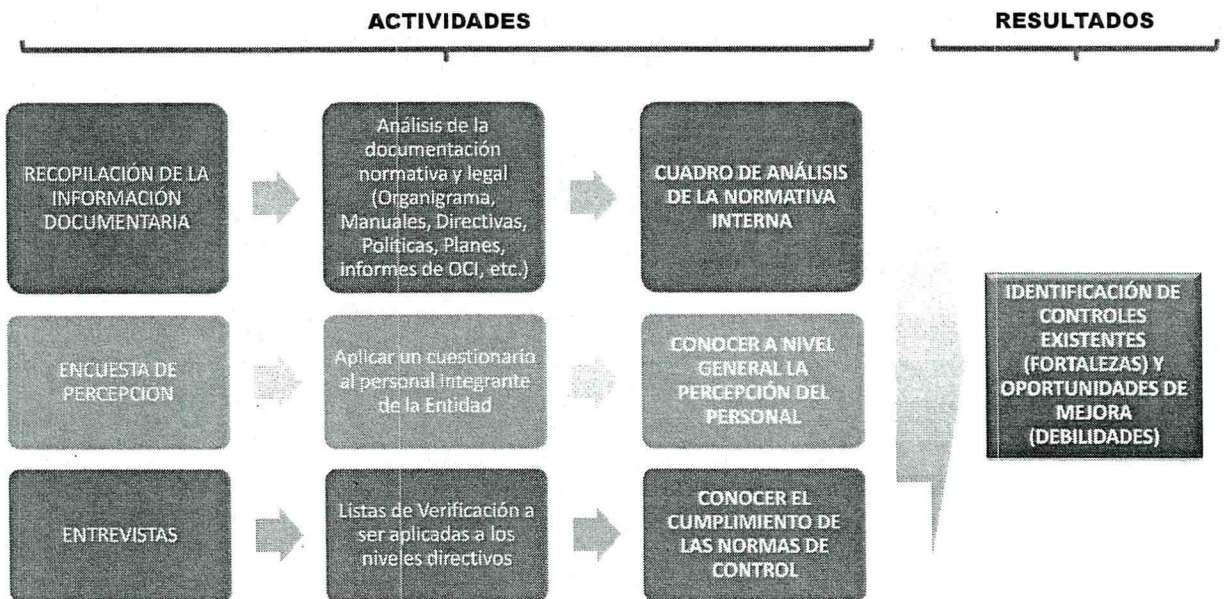 ACTIVIDADES
RESULTADOS
RECOPILACIÓN DE LA
INFORMACIÓN
DOCUMENTARIA
Análisis de la
documentación
normativa y legal
(Organigrama,
Manuales, Directivas,
Políticas, Planes,
informes de OCI, etc.)
CUADRO DE ANÁLISIS
DE LA NORMATIVA
INTERNA
ENCUESTA DE
PERCEPCION
Aplicar un cuestionario
al personal integrante
de la Entidad
CONOCER A NIVEL
GENERAL LA
PERCEPCIÓN DEL
PERSONAL
ENTREVISTAS
Listas de Verificación a
ser aplicadas a los
niveles directivos
CONOCER EL
CUMPLIMIENTO DE
LAS NORMAS DE
CONTROL
IDENTIFICACIÓN DE
CONTROLES
EXISTENTES
(FORTALEZAS) Y
OPORTUNIDADES DE
MEJORA
(DEBILIDADES)